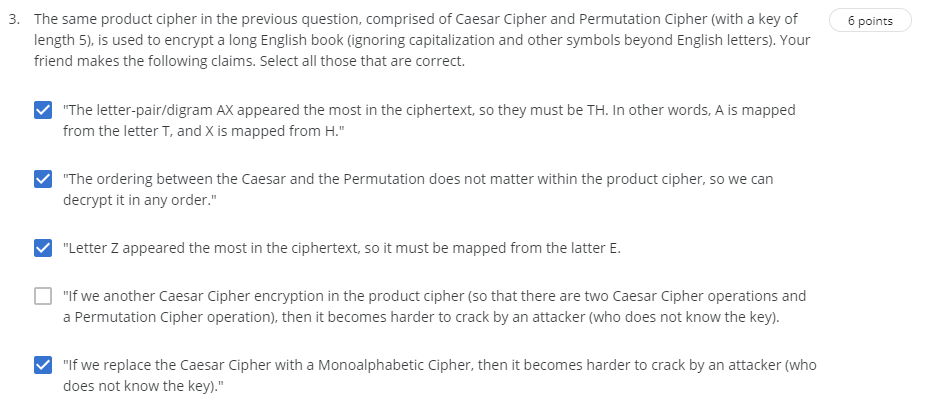 3. The same product cipher in the previous question, comprised of Caesar Cipher and Permutation Cipher (with a key of
6 points
length 5), is used to encrypt a long English book (ignoring capitalization and other symbols beyond English letters). Your
friend makes the following claims. Select all those that are correct.
"The letter-pair/digram AX appeared the most in the ciphertext, so they must be TH. In other words, A is mapped
from the letter T, and X is mapped from H."
"The ordering between the Caesar and the Permutation does not matter within the product cipher, so we can
decrypt it in any order."
"Letter Z appeared the most in the ciphertext, so it must be mapped from the latter E.
"If we another Caesar Cipher encryption in the product cipher (so that there are two Caesar Cipher operations and
a Permutation Cipher operation), then it becomes harder to crack by an attacker (who does not know the key).
"If we replace the Caesar Cipher with a Monoalphabetic Cipher, then it becomes harder to crack by an attacker (who
does not know the key)."